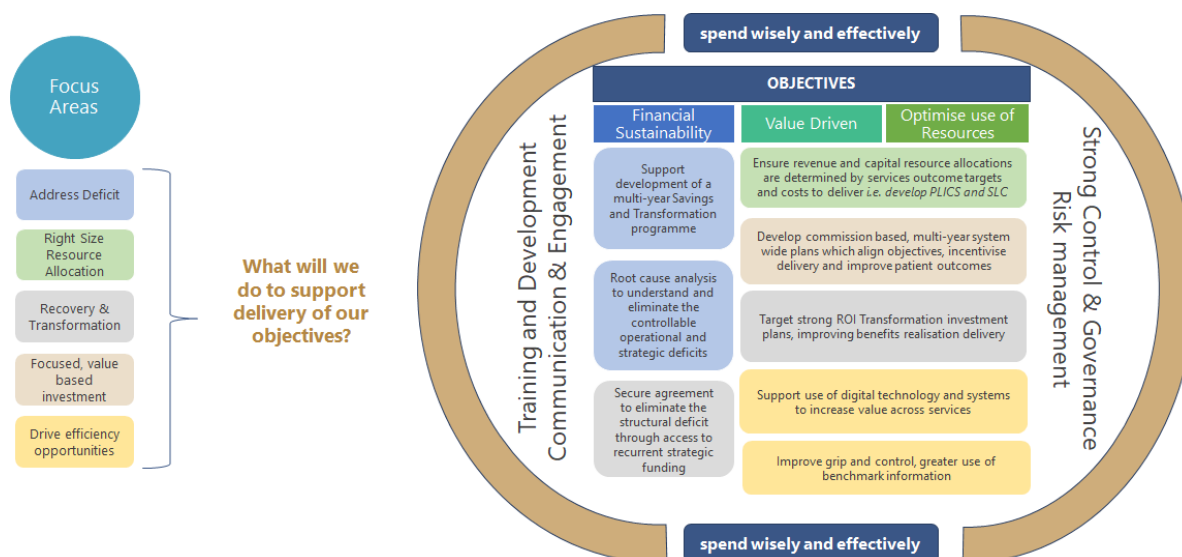 Focus
Areas
Address Deficit
Right Size
Resource
Allocation
Recovery &
Transformation
Focused, value
based
investment
Drive efficiency
opportunities
What will we
do to support
delivery of our
objectives?
spend wisely and effectively
Training and Development
Communication & Engagement
OBJECTIVES
Financial
Sustainability
Value Driven
Optimise use of
Resources
Support
development of a
multi-year Savings
and Transformation
programme
Root cause analysis
to understand and
eliminate the
controllable
operational and
strategic deficits
Secure agreement
to eliminate the
structural deficit
through access to
recurrent strategic
funding
Ensure revenue and capital resource allocations
are determined by services outcome targets
and costs to deliver i.e. develop PLICS and SLC
Develop commission based, multi-year system
wide plans which align objectives, incentivise
delivery and improve patient outcomes
Target strong ROI Transformation investment
plans, improving benefits realisation delivery
Support use of digital technology and systems
to increase value across services
Improve grip and control, greater use of
benchmark information
Strong Control & Governance
Risk management
spend wisely and effectively